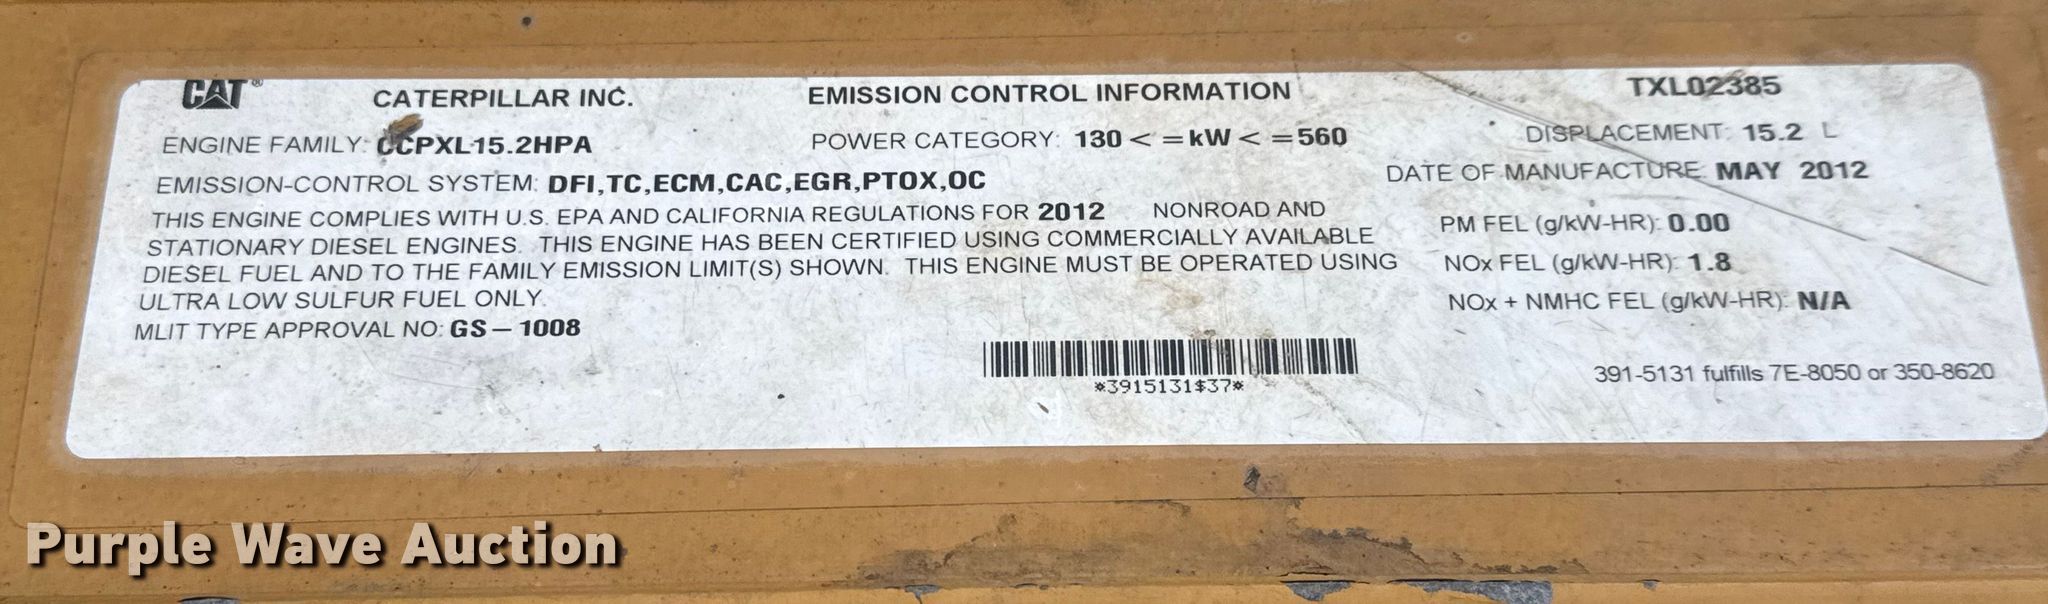 CAT®
CATERPILLAR INC. EMISSION CONTROL INFORMATION TXL02385
ENGINE FAMILY: CCPXL15.2HPA POWER CATEGORY: 130 < =kW < =560 DISPLACEMENT: 15.2 L
EMISSION-CONTROL SYSTEM: DFI,TC,ECM,CAC,EGR,PTOX,OC DATE OF MANUFACTURE: MAY 2012
THIS ENGINE COMPLIES WITH U.S. EPA AND CALIFORNIA REGULATIONS FOR 2012 NONROAD AND
STATIONARY DIESEL ENGINES. THIS ENGINE HAS BEEN CERTIFIED USING COMMERCIALLY AVAILABLE
DIESEL FUEL AND TO THE FAMILY EMISSION LIMIT(S) SHOWN. THIS ENGINE MUST BE OPERATED USING
ULTRA LOW SULFUR FUEL ONLY.
MLIT TYPE APPROVAL NO: GS – 1008
PM FEL (g/kW-HR): 0.00
NOx FEL (g/kW-HR): 1.8
NOx + NMHC FEL (g/kW-HR): N/A
*3915131$37*
391-5131 fulfills 7E-8050 or 350-8620
Purple Wave Auction